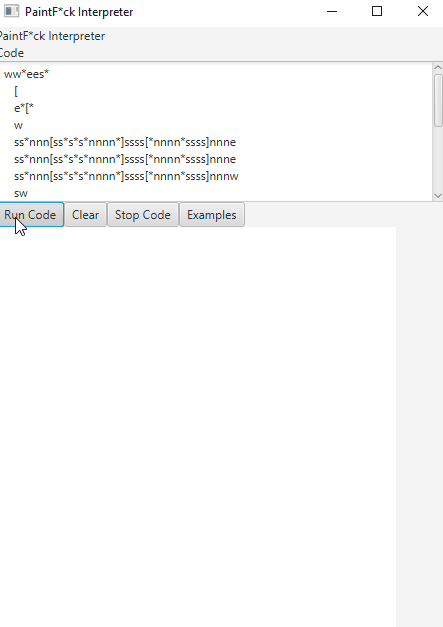 PaintF*ck Interpreter
PaintF*ck Interpreter
Code
ww*ees*
[
e*[*
w
ss*nnn[ss*s*s*nnnn*]ssss[*nnnn*ssss]nnne
ss*nnn[ss*s*s*nnnn*]ssss[*nnnn*ssss]nnne
ss*nnn[ss*s*s*nnnn*]ssss[*nnnn*ssss]nnnw
sw
Run Code Clear Stop Code Examples